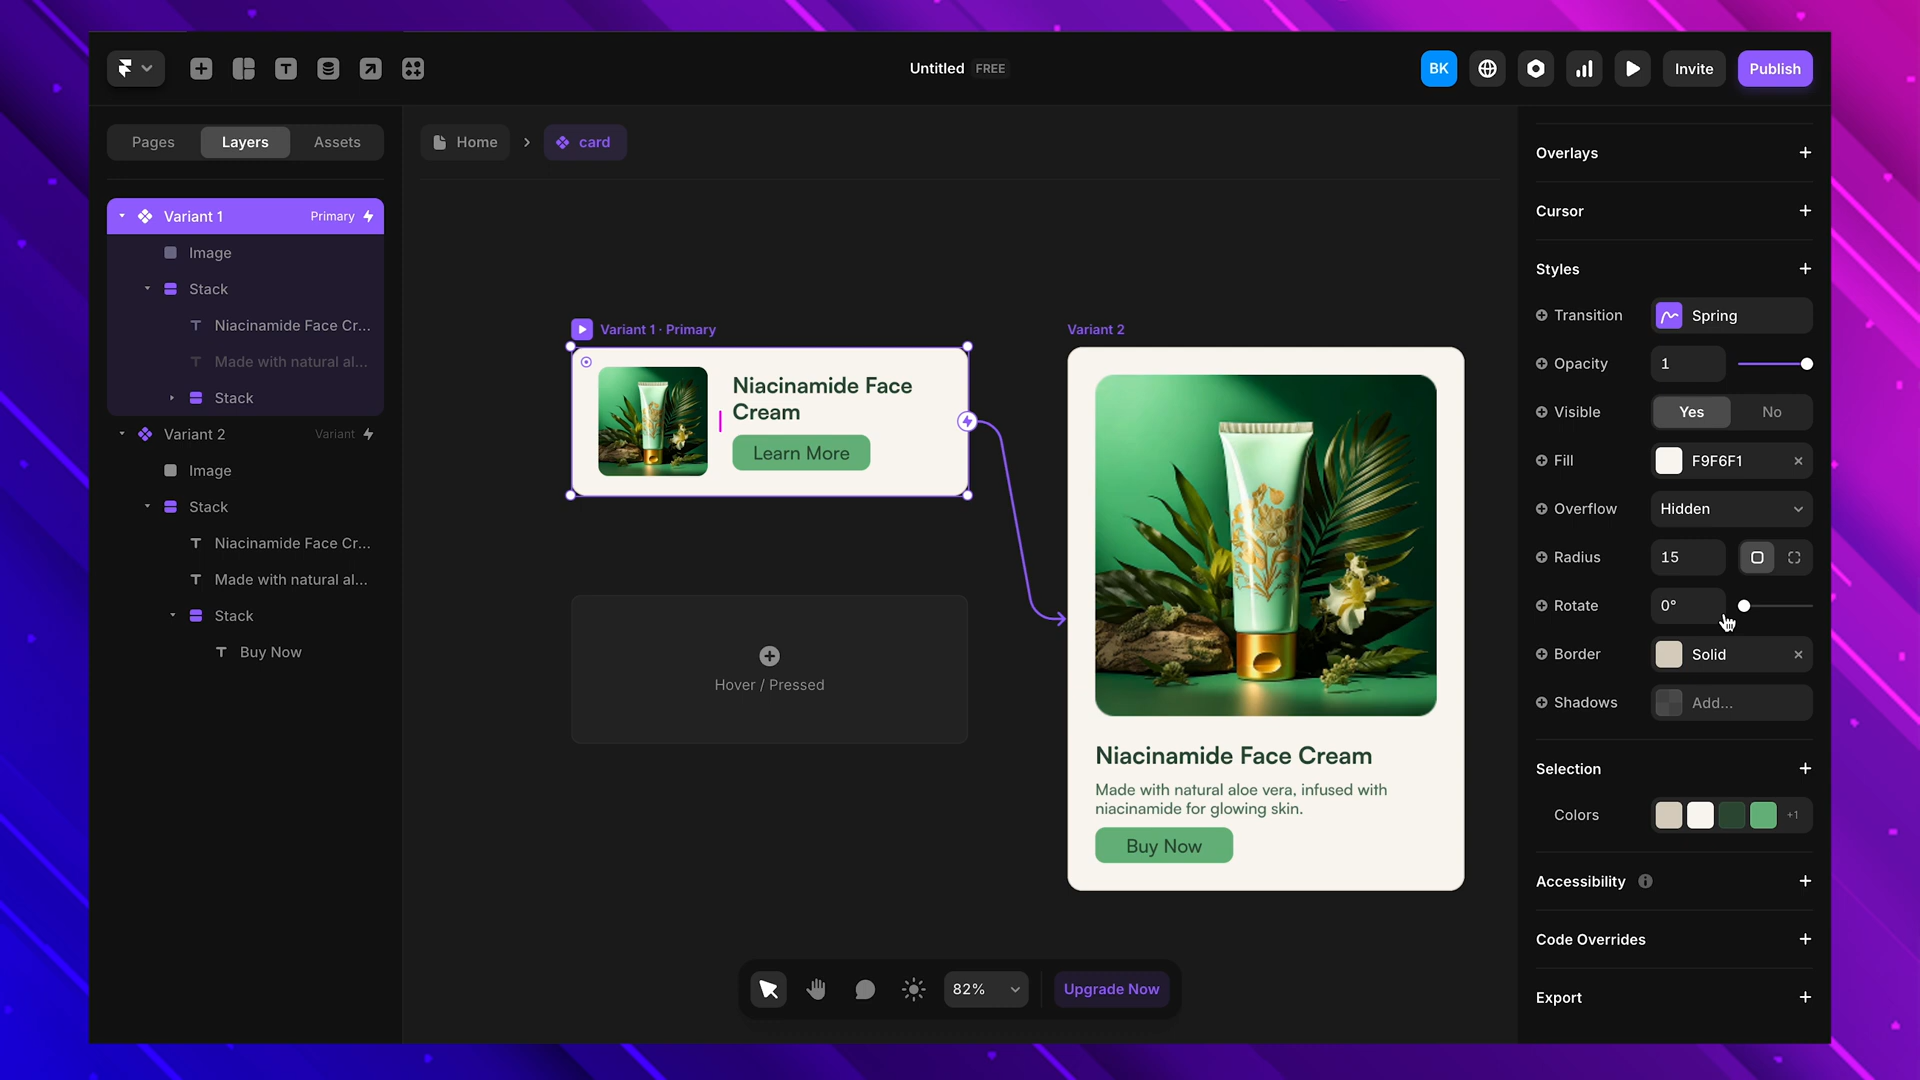 Untitled FREE
BK
Invite
Publish
Pages
Layers
Assets
Home
card
Variant 1
Primary
Image
Stack
Niacinamide Face Cr...
Made with natural al...
Stack
Variant 2
Variant
Image
Stack
Niacinamide Face Cr...
Made with natural al...
Stack
Buy Now
Variant 1 · Primary
Niacinamide Face
Cream
Learn More
Hover / Pressed
Variant 2
Niacinamide Face Cream
Made with natural aloe vera, infused with
niacinamide for glowing skin.
Buy Now
82%
Upgrade Now
Overlays
Cursor
Styles
Transition
Spring
Opacity
1
Visible
Yes
No
Fill
F9F6F1
Overflow
Hidden
Radius
15
Rotate
0°
Border
Solid
Shadows
Add...
Selection
Colors
+1
Accessibility
Code Overrides
Export